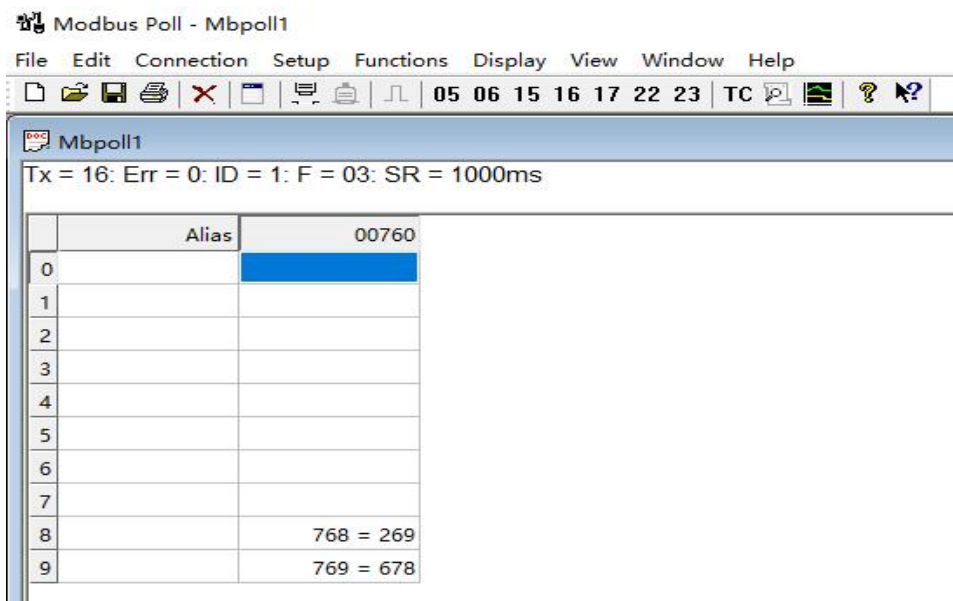 Modbus Poll - Mbpoll1
File Edit Connection Setup Functions Display View Window Help
05 06 15 16 17 22 23 TC
Mbpoll1
Tx = 16: Err = 0: ID = 1: F = 03: SR = 1000ms
Alias 00760
0
1
2
3
4
5
6
7
8 768 = 269
9 769 = 678